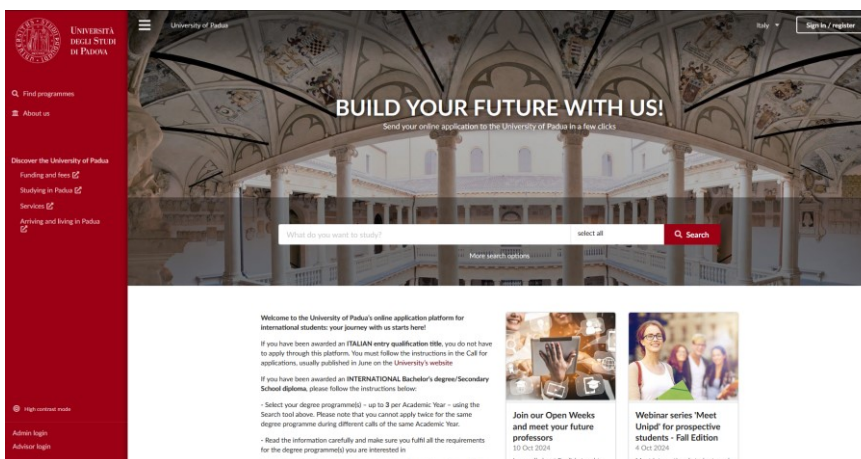 UNIVERSITÀ
DEGLI STUDI
DI PADOVA
University of Padua
Italy
Sign in / register
Find programmes
About us
Discover the University of Padua
Funding and fees
Studying in Padua
Services
Arriving and living in Padua
High contrast mode
Admin login
Advisor login
BUILD YOUR FUTURE WITH US!
Send your online application to the University of Padua in a few clicks
What do you want to study?
select all
Search
More search options
Welcome to the University of Padua's online application platform for
international students: your journey with us starts here!
If you have been awarded an ITALIAN entry qualification title, you do not have
to apply through this platform. You must follow the instructions in the Call for
applications, usually published in June on the University's website
If you have been awarded an INTERNATIONAL Bachelor's degree/Secondary
School diploma, please follow the instructions below:
- Select your degree programme(s) – up to 3 per Academic Year – using the
Search tool above. Please note that you cannot apply twice for the same
degree programme during different calls of the same Academic Year.
- Read the information carefully and make sure you fulfil all the requirements
for the degree programme(s) you are interested in
Join our Open Weeks
and meet your future
professors
10 Oct 2024
Webinar series 'Meet
Unipd' for prospective
students - Fall Edition
4 Oct 2024